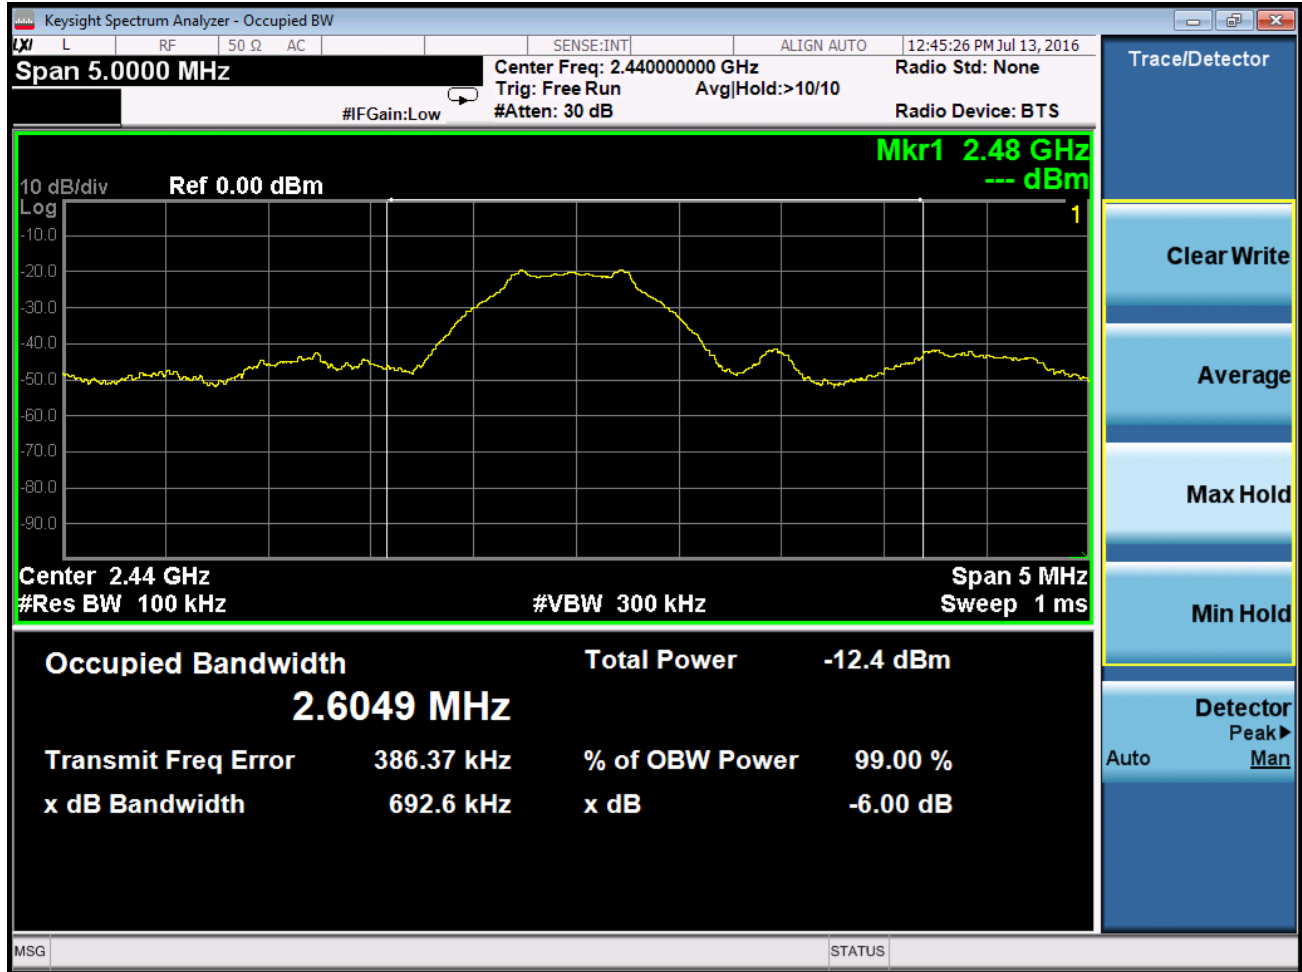 Keysight Spectrum Analyzer - Occupied BW
LXI L RF 50 Ω AC SENSE:INT ALIGN AUTO 12:45:26 PM Jul 13, 2016
Span 5.0000 MHz
Center Freq: 2.440000000 GHz
Radio Std: None
Trig: Free Run Avg|Hold:>10/10
#IFGain:Low #Atten: 30 dB Radio Device: BTS
Mkr1 2.48 GHz
--- dBm
10 dB/div Ref 0.00 dBm
Log
1
-10.0
-20.0
-30.0
-40.0
-50.0
-60.0
-70.0
-80.0
-90.0
Center 2.44 GHz Span 5 MHz
#Res BW 100 kHz #VBW 300 kHz Sweep 1 ms
Occupied Bandwidth Total Power -12.4 dBm
2.6049 MHz
Transmit Freq Error 386.37 kHz % of OBW Power 99.00 %
x dB Bandwidth 692.6 kHz x dB -6.00 dB
MSG STATUS
Trace/Detector
Clear Write
Average
Max Hold
Min Hold
Detector
Peak▶
Auto Man